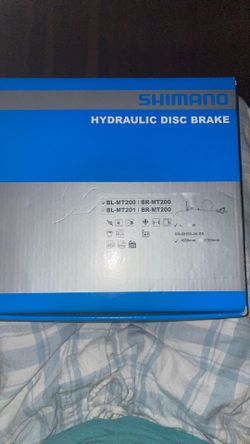 SHIMANO
HYDRAULIC DISC BRAKE
BL-MT200 / BR-MT200
BL-MT201 / BR-MT200